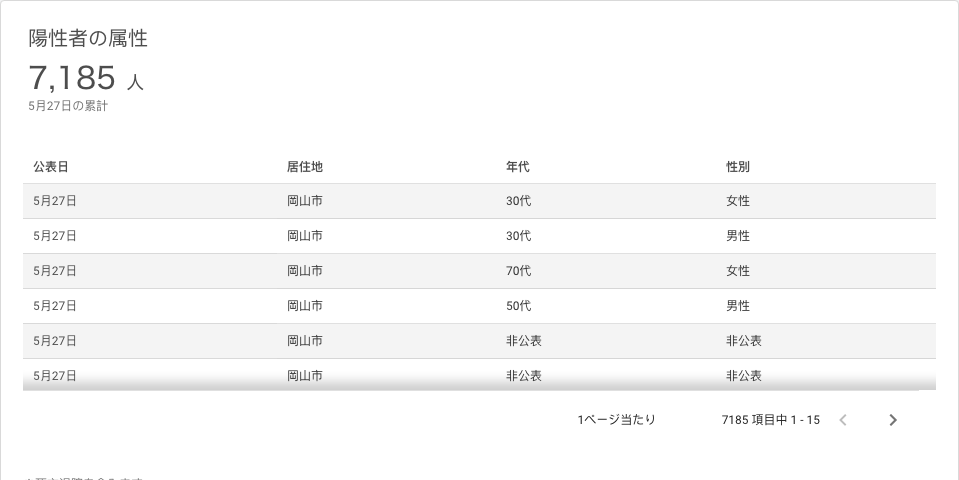 陽性者の属性
7,185 人
5月27日の累計
公表日 居住地 年代 性別
5月27日 岡山市 30代 女性
5月27日 岡山市 30代 男性
5月27日 岡山市 70代 女性
5月27日 岡山市 50代 男性
5月27日 岡山市 非公表 非公表
5月27日 岡山市 非公表 非公表
1ページ当たり 7185 項目中 1 - 15